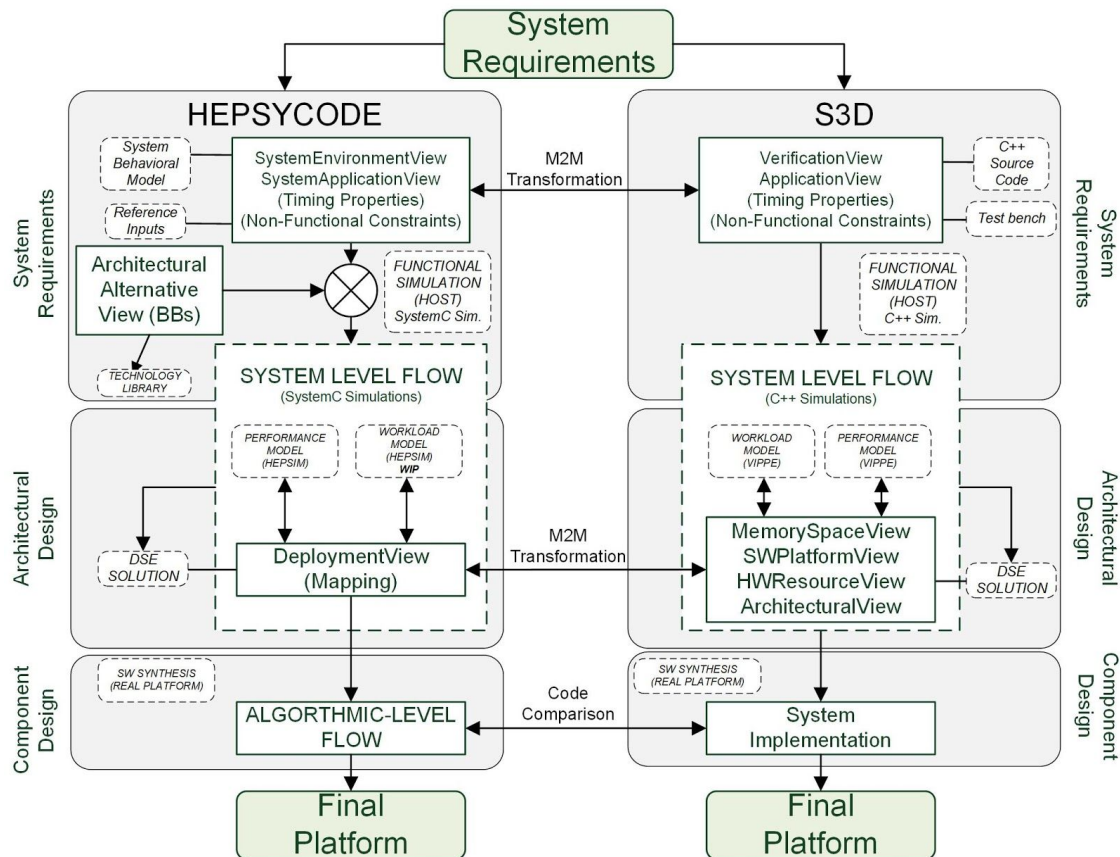 System
Requirements
HEPSYCODE
S3D
System
Behavioral
Model
Reference
Inputs
SystemEnvironmentView
SystemApplicationView
(Timing Properties)
(Non-Functional Constraints)
M2M
Transformation
VerificationView
ApplicationView
(Timing Properties)
(Non-Functional Constraints)
C++
Source
Code
Test bench
System
Requirements
System
Requirements
Architectural
Alternative
View (BBs)
FUNCTIONAL
SIMULATION
(HOST)
SystemC Sim.
FUNCTIONAL
SIMULATION
(HOST)
C++ Sim.
TECHNOLOGY
LIBRARY
SYSTEM LEVEL FLOW
(SystemC Simulations)
SYSTEM LEVEL FLOW
(C++ Simulations)
PERFORMANCE
MODEL
(HEPSIM)
WORKLOAD
MODEL
(HEPSIM)
WIP
WORKLOAD
MODEL
(VIPPE)
PERFORMANCE
MODEL
(VIPPE)
Architectural
Design
Architectural
Design
DSE
SOLUTION
DeploymentView
(Mapping)
M2M
Transformation
MemorySpaceView
SWPlatformView
HWResourceView
ArchitecturalView
DSE
SOLUTION
SW SYNTHESIS
(REAL PLATFORM)
SW SYNTHESIS
(REAL PLATFORM)
Component
Design
Component
Design
ALGORTHMIC-LEVEL
FLOW
Code
Comparison
System
Implementation
Final
Platform
Final
Platform